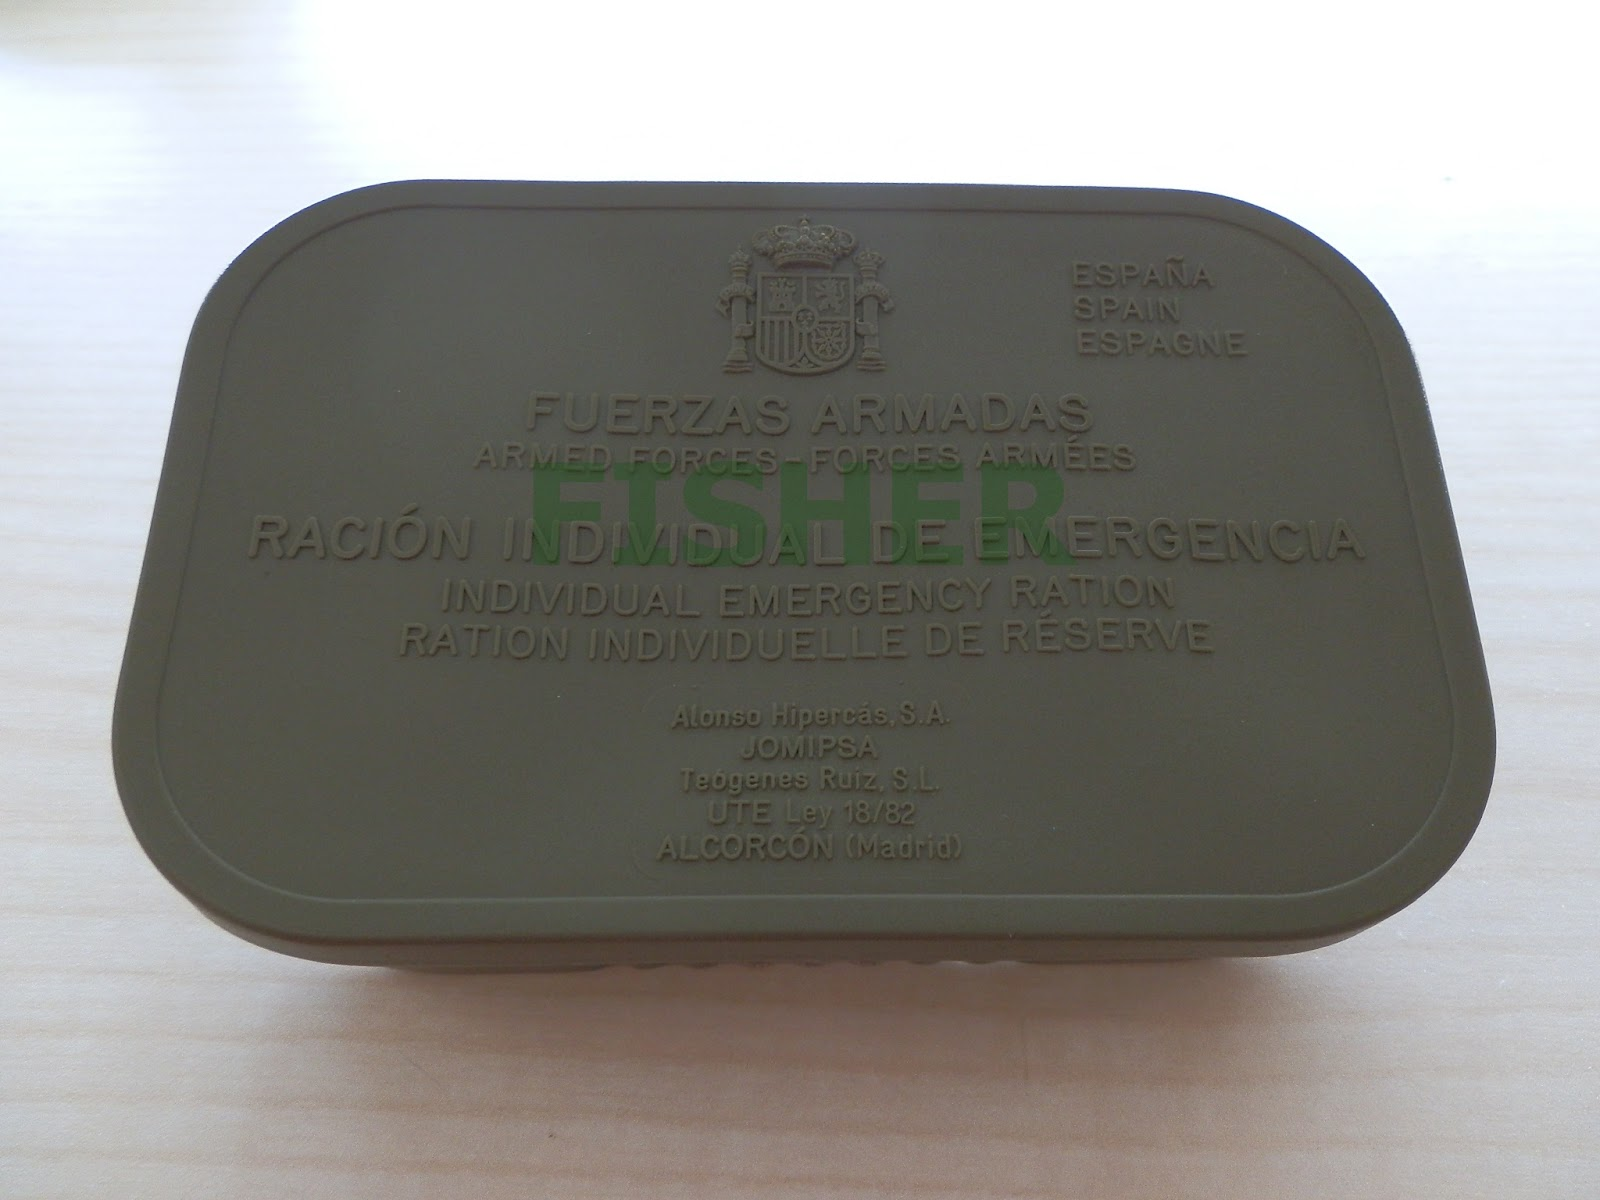 ESPAÑA
SPAIN
ESPAGNE
FUERZAS ARMADAS
ARMED FORCES - FORCES ARMÉES
FISHER
RACIÓN INDIVIDUAL DE EMERGENCIA
INDIVIDUAL EMERGENCY RATION
RATION INDIVIDUELLE DE RÉSERVE
Alonso Hipercás, S.A.
JOMIPSA
Teógenes Ruíz, S.L.
UTE Ley 18/82
ALCORCÓN (Madrid)